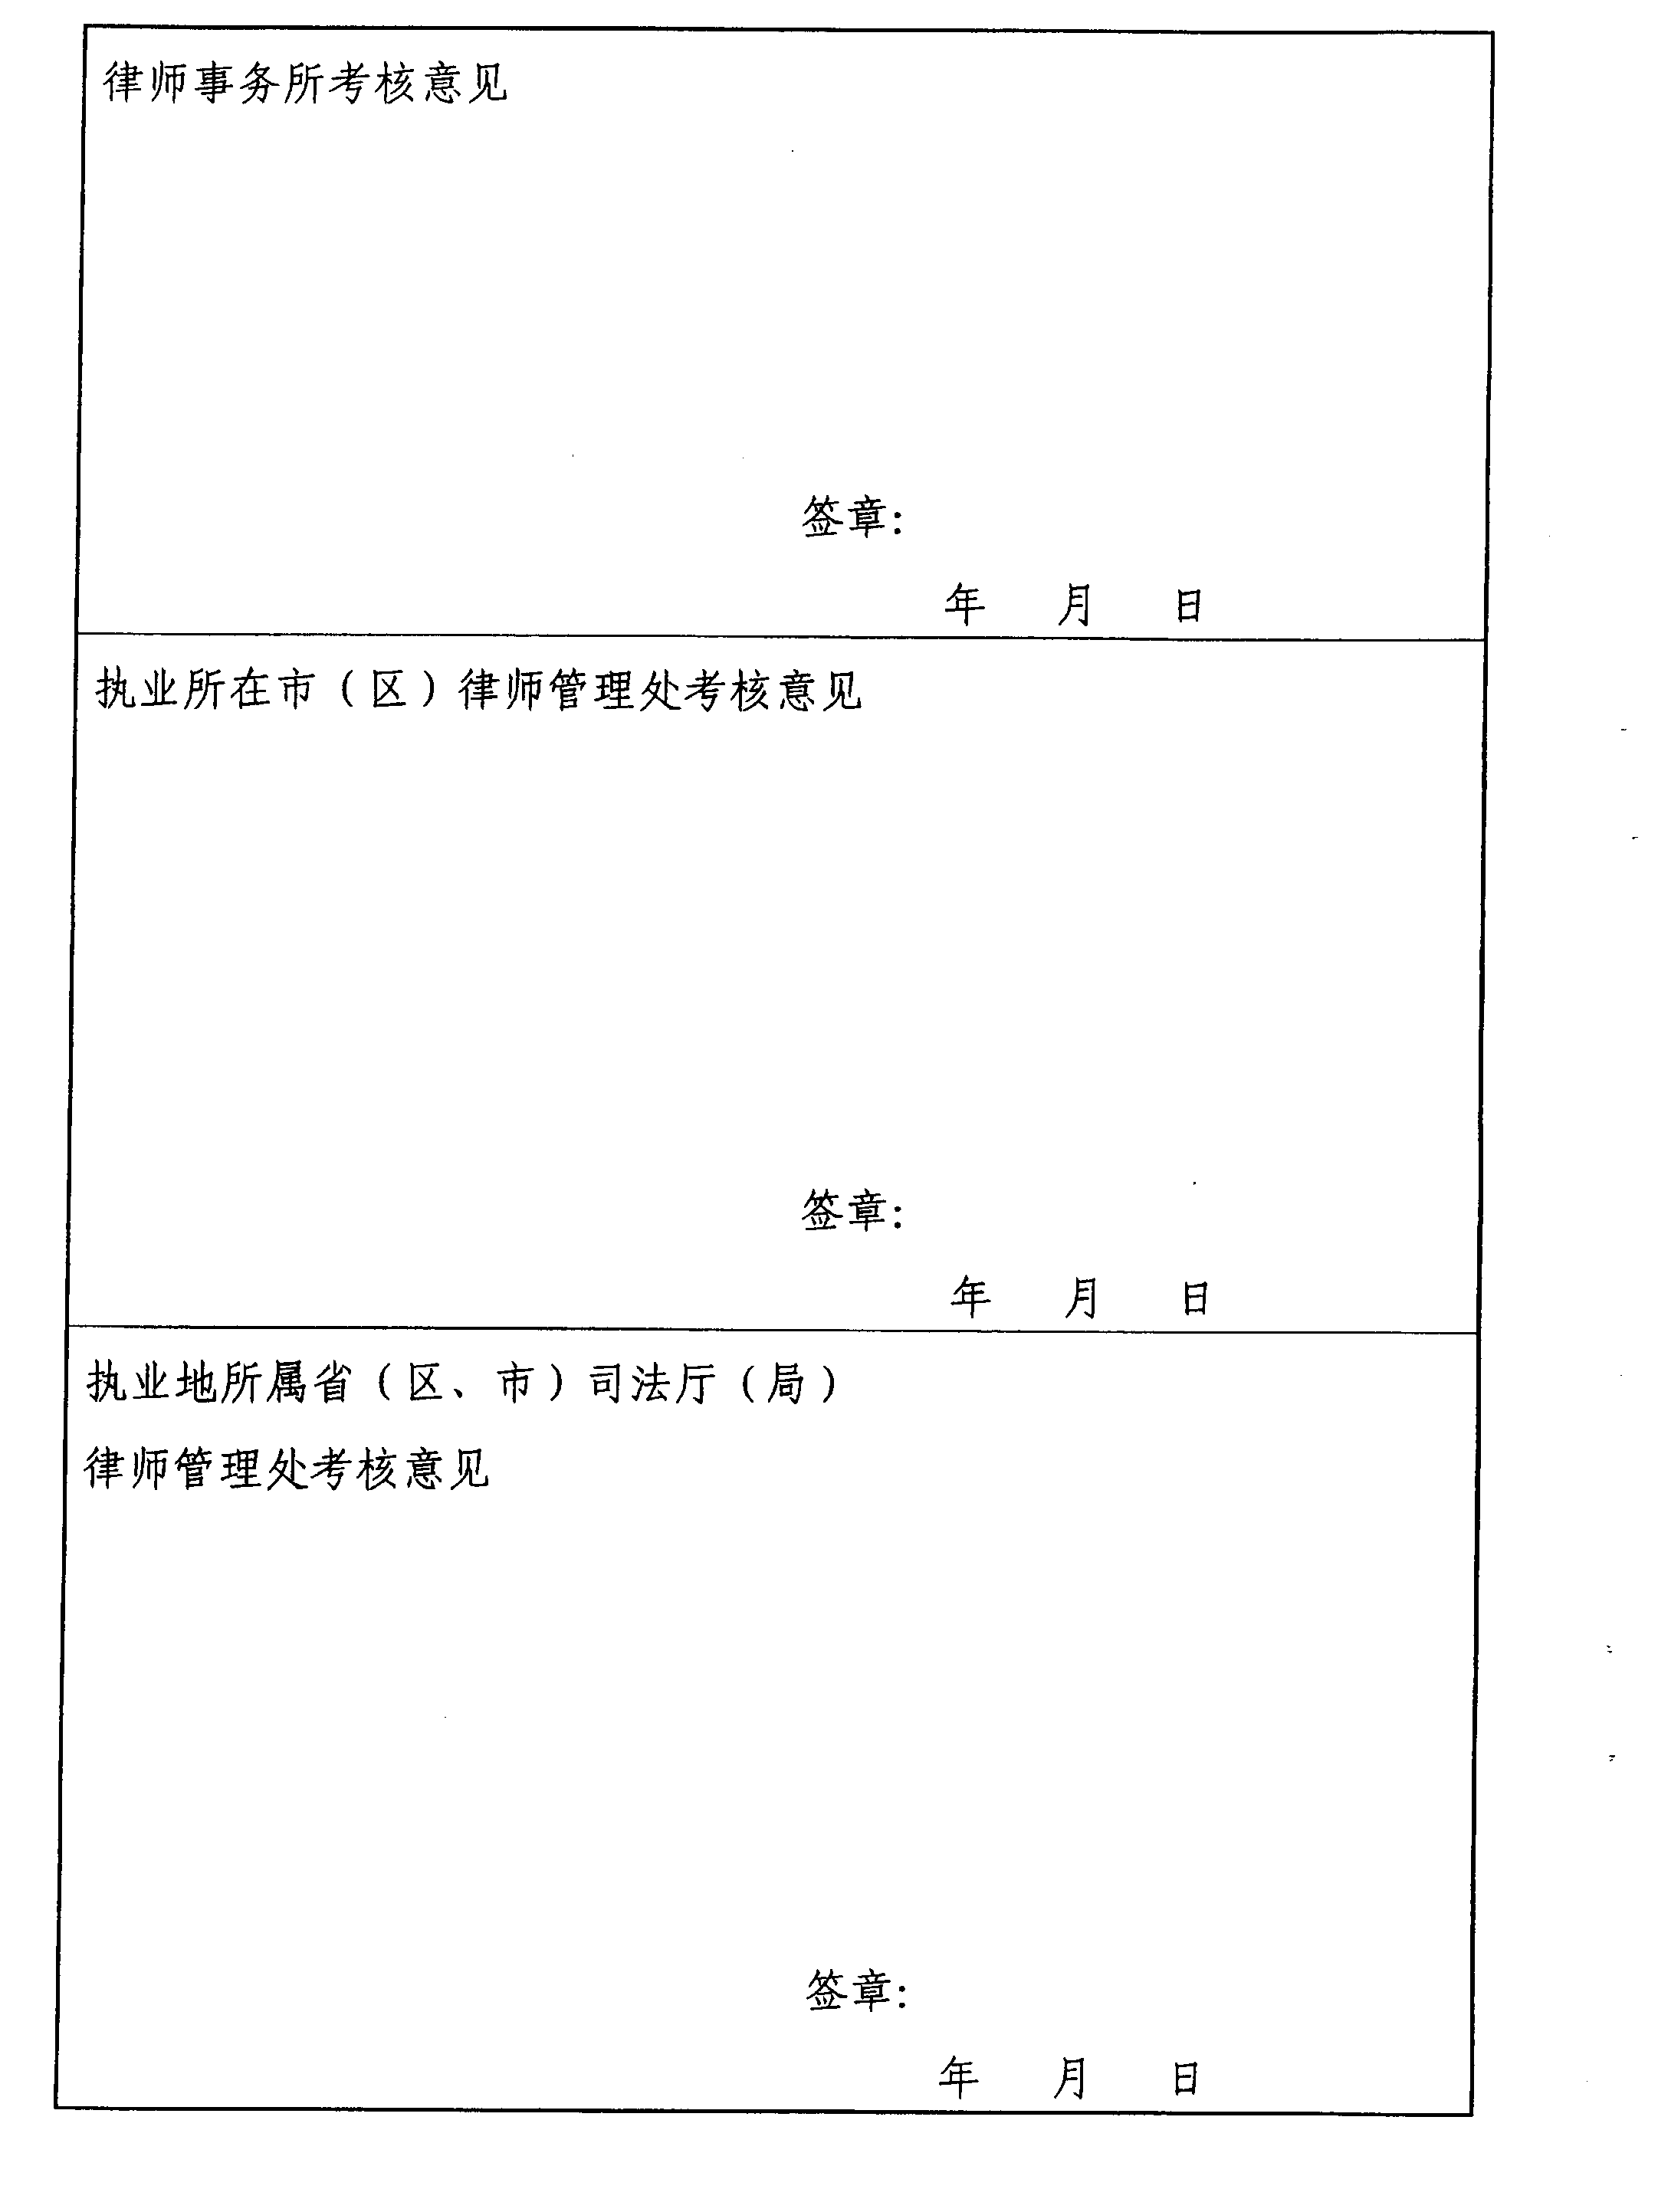 律师事务所考核意见
签章:
年 月 日
执业所在市(区)律师管理处考核意见
签章:
年 月 日
执业地所属省(区、市)司法厅(局)
律师管理处考核意见
签章:
年 月 日